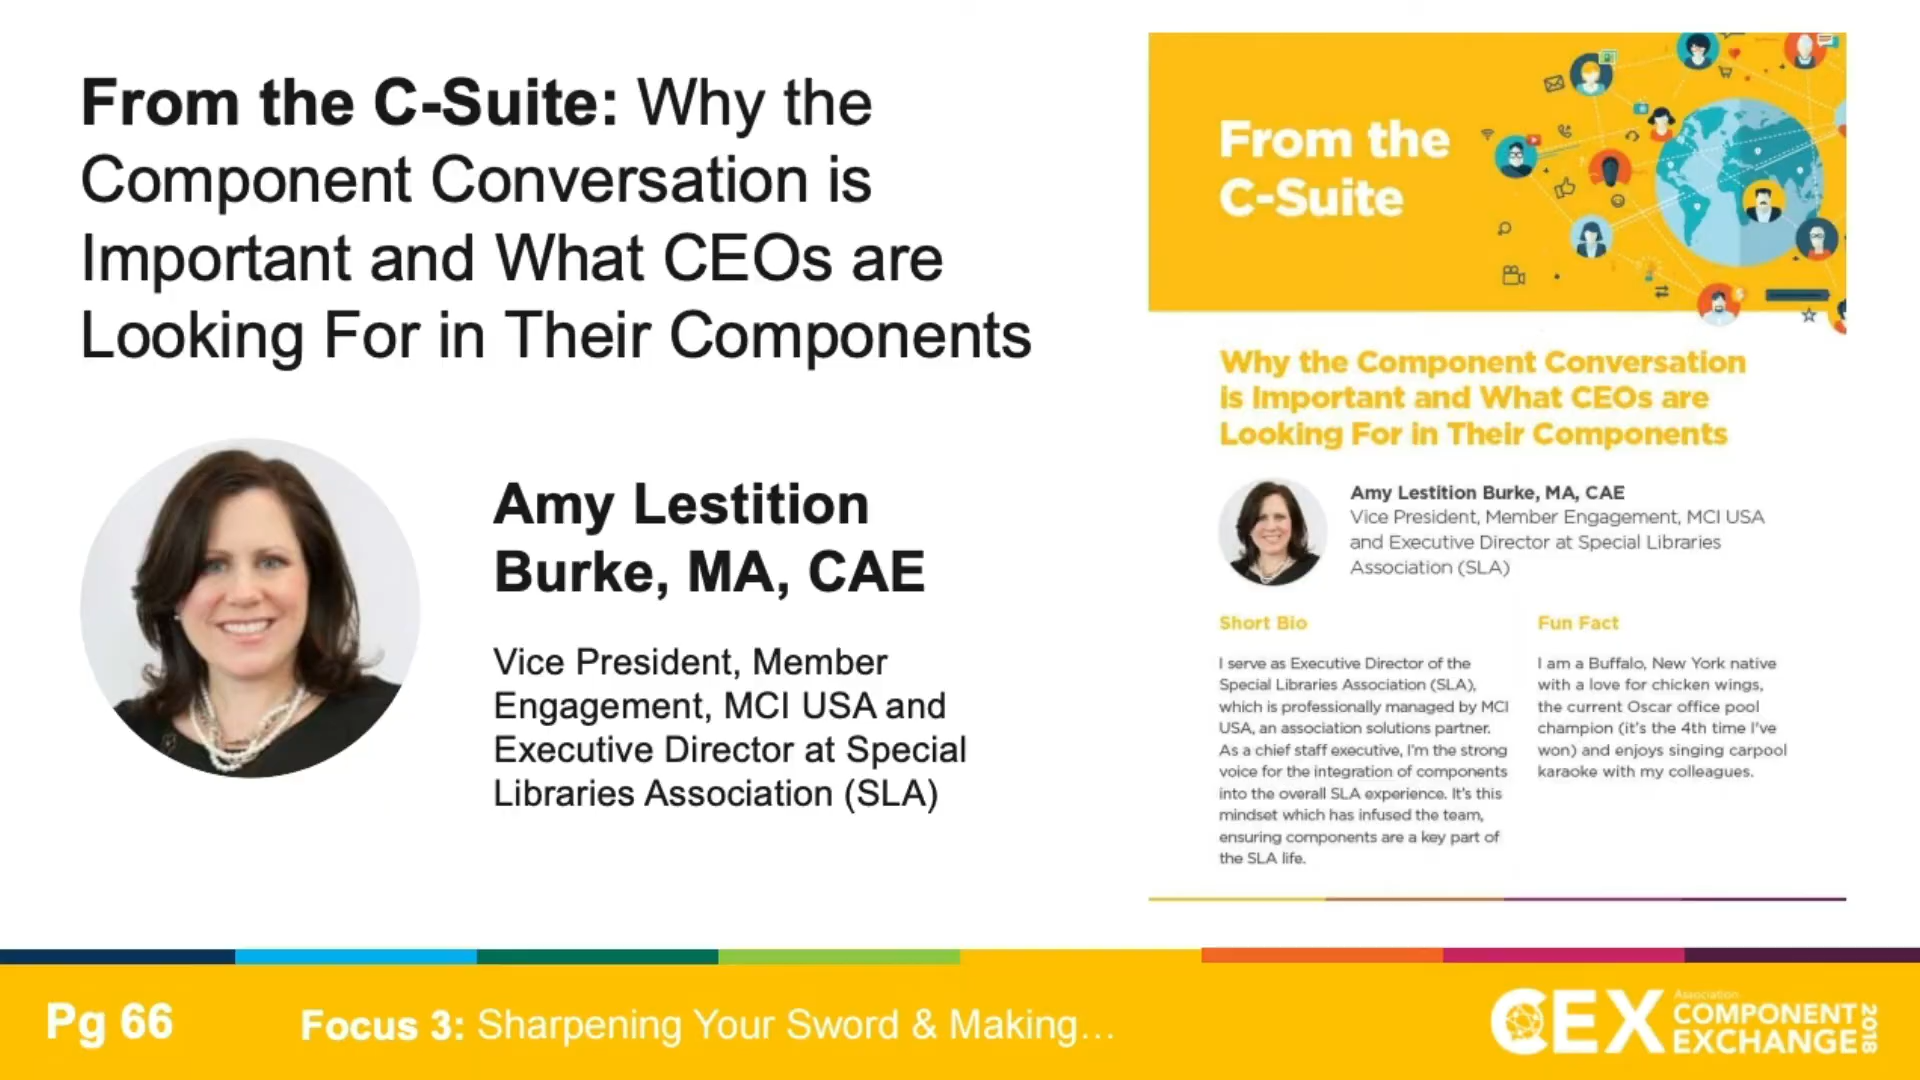 From the C-Suite: Why the
Component Conversation is
Important and What CEOs are
Looking For in Their Components
Amy Lestition
Burke, MA, CAE
Vice President, Member
Engagement, MCI USA and
Executive Director at Special
Libraries Association (SLA)
From the
C-Suite
Why the Component Conversation
is Important and What CEOs are
Looking For in Their Components
Amy Lestition Burke, MA, CAE
Vice President, Member Engagement, MCI USA
and Executive Director at Special Libraries
Association (SLA)
Short Bio
I serve as Executive Director of the
Special Libraries Association (SLA),
which is professionally managed by MCI
USA, an association solutions partner.
As a chief staff executive, I'm the strong
voice for the integration of components
into the overall SLA experience. It's this
mindset which has infused the team,
ensuring components are a key part of
the SLA life.
Fun Fact
I am a Buffalo, New York native
with a love for chicken wings,
the current Oscar office pool
champion (it's the 4th time I've
won) and enjoys singing carpool
karaoke with my colleagues.
Pg 66
Focus 3: Sharpening Your Sword & Making...
CEX
Association
COMPONENT
EXCHANGE
2018